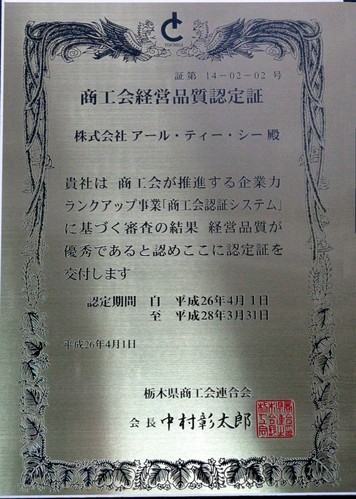 証第 14-02-02 号
商工会経営品質認定証
株式会社 アール・ティー・シー 殿
貴社は 商工会が推進する企業力
ランクアップ事業「商工会認証システム」
に基づく審査の結果 経営品質が
優秀であると認めここに認定証を
交付します
認定期間 自 平成26年4月1日
至 平成28年3月31日
平成26年4月1日
栃木県商工会連合会
会長 中村彰太郎